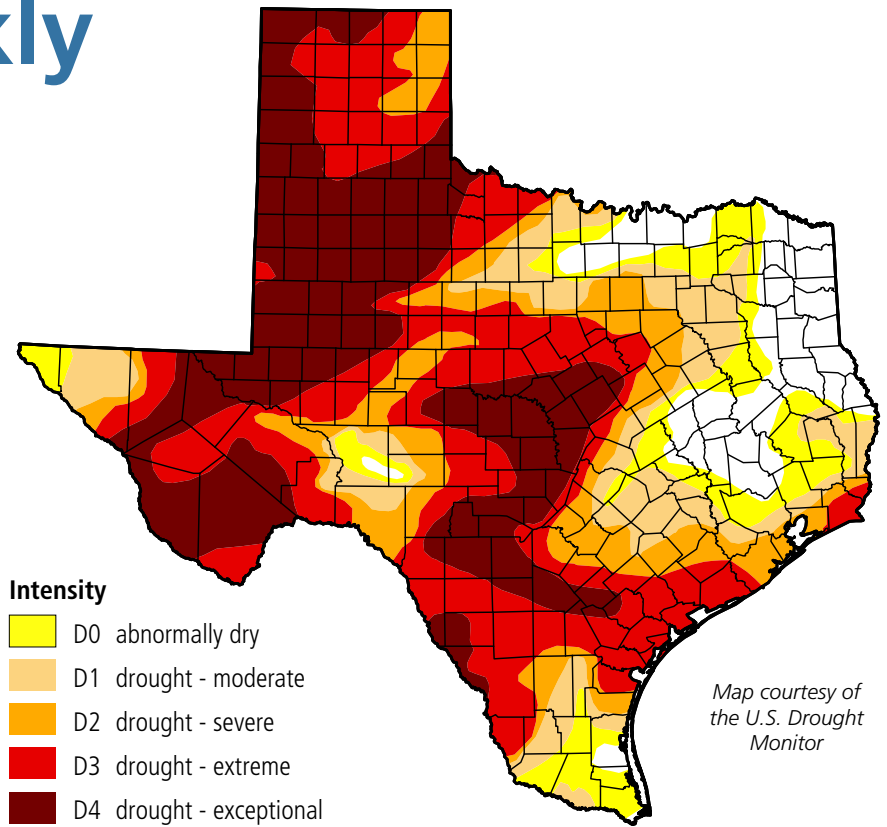 kly
Intensity
D0 abnormally dry
D1 drought - moderate
D2 drought - severe
D3 drought - extreme
D4 drought - exceptional
Map courtesy of
the U.S. Drought
Monitor